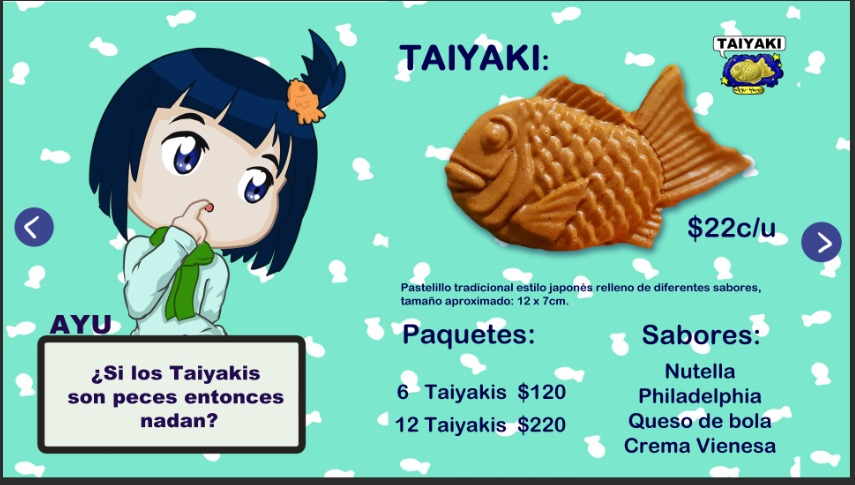 TAIYAKI:
TAIYAKI
$22c/u
Pastelillo tradicional estilo japonés relleno de diferentes sabores,
tamaño aproximado: 12 x 7cm.
AYU
¿Si los Taiyakis
son peces entonces
nadan?
Paquetes:
6 Taiyakis $120
12 Taiyakis $220
Sabores:
Nutella
Philadelphia
Queso de bola
Crema Vienesa